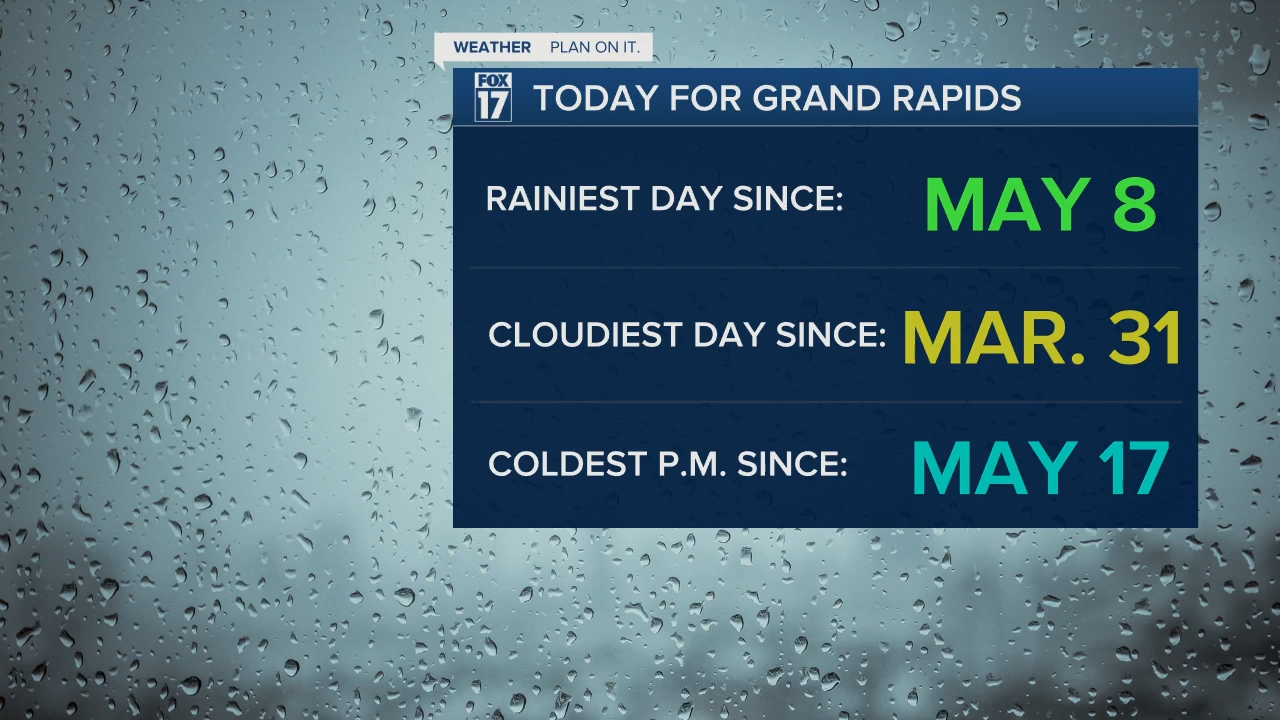 WEATHER PLAN ON IT.
FOX 17
TODAY FOR GRAND RAPIDS
RAINIEST DAY SINCE: MAY 8
CLOUDIEST DAY SINCE: MAR. 31
COLDEST P.M. SINCE: MAY 17